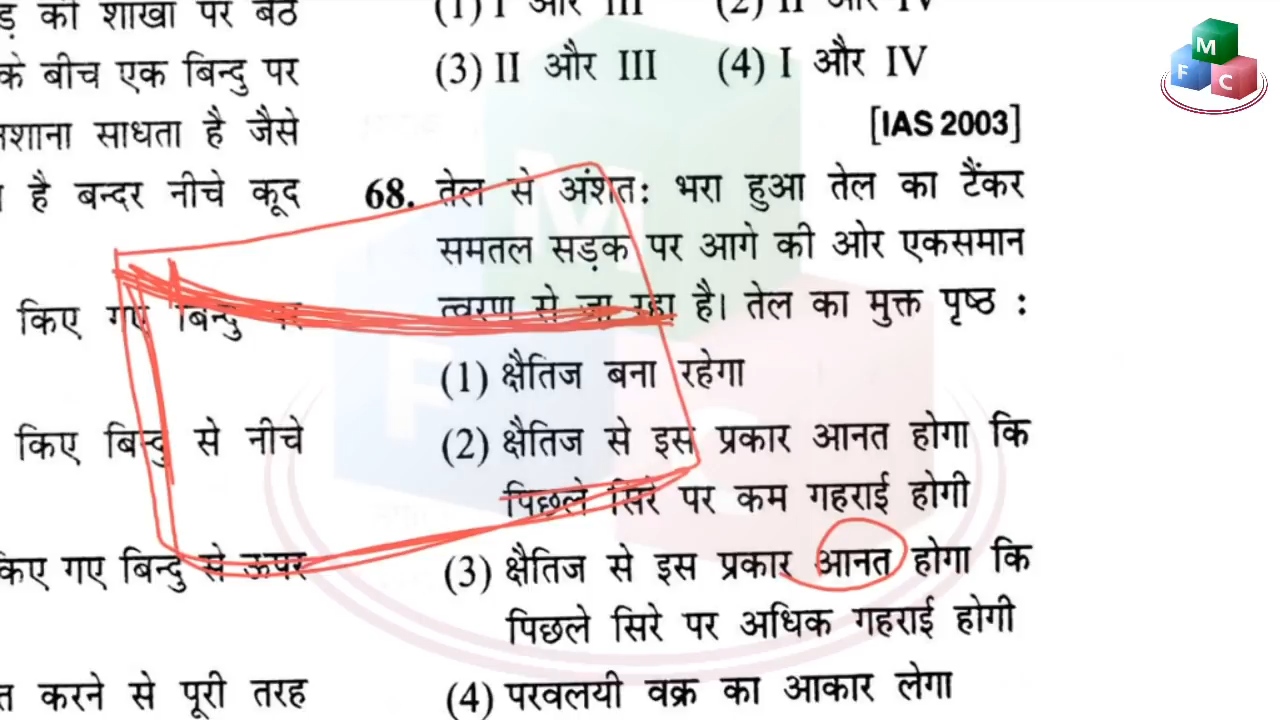 ड़ की शाखा पर बैठे
के बीच एक बिन्दु पर
नशाना साधता है जैसे
है बन्दर नीचे कूद
किए गए बिन्दु पर
किए बिन्दु से नीचे
किए गए बिन्दु से ऊपर
त करने से पूरी तरह
(1) I और III (2) II और IV
(3) II और III (4) I और IV
[IAS 2003]
68. तेल से अंशतः भरा हुआ तेल का टैंकर
समतल सड़क पर आगे की ओर एकसमान
त्वरण से जा रहा है। तेल का मुक्त पृष्ठ :
(1) क्षैतिज बना रहेगा
(2) क्षैतिज से इस प्रकार आनत होगा कि
पिछले सिरे पर कम गहराई होगी
(3) क्षैतिज से इस प्रकार आनत होगा कि
पिछले सिरे पर अधिक गहराई होगी
(4) परवलयी वक्र का आकार लेगा
M
F C
M
F C